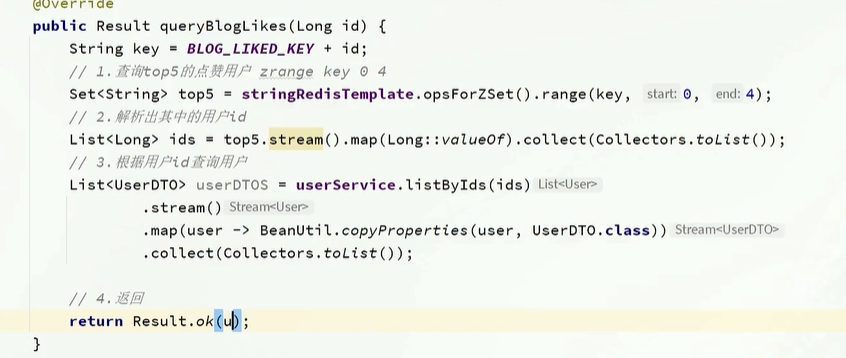 @Override
public Result queryBlogLikes(Long id) {
String key = BLOG_LIKED_KEY + id;
// 1.查询top5的点赞用户 zrange key 0 4
Set<String> top5 = stringRedisTemplate.opsForZSet().range(key, start: 0, end: 4);
// 2.解析出其中的用户id
List<Long> ids = top5.stream().map(Long::valueOf).collect(Collectors.toList());
// 3.根据用户id查询用户
List<UserDTO> userDTOS = userService.listByIds(ids) List<User>
.stream() Stream<User>
.map(user -> BeanUtil.copyProperties(user, UserDTO.class)) Stream<UserDTO>
.collect(Collectors.toList());
// 4.返回
return Result.ok(u);
}